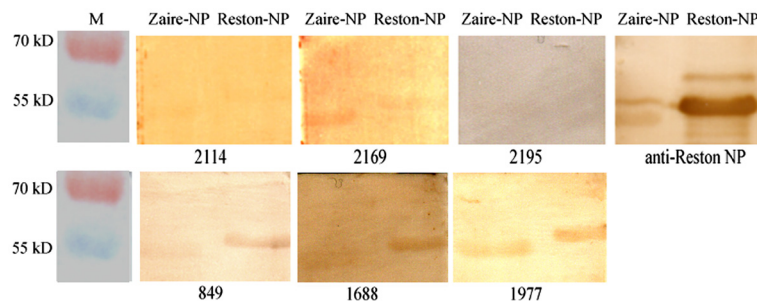 M Zaire-NP Reston-NP Zaire-NP Reston-NP Zaire-NP Reston-NP Zaire-NP Reston-NP
70 kD
55 kD
2114 2169 2195 anti-Reston NP
70 kD
55 kD
849 1688 1977